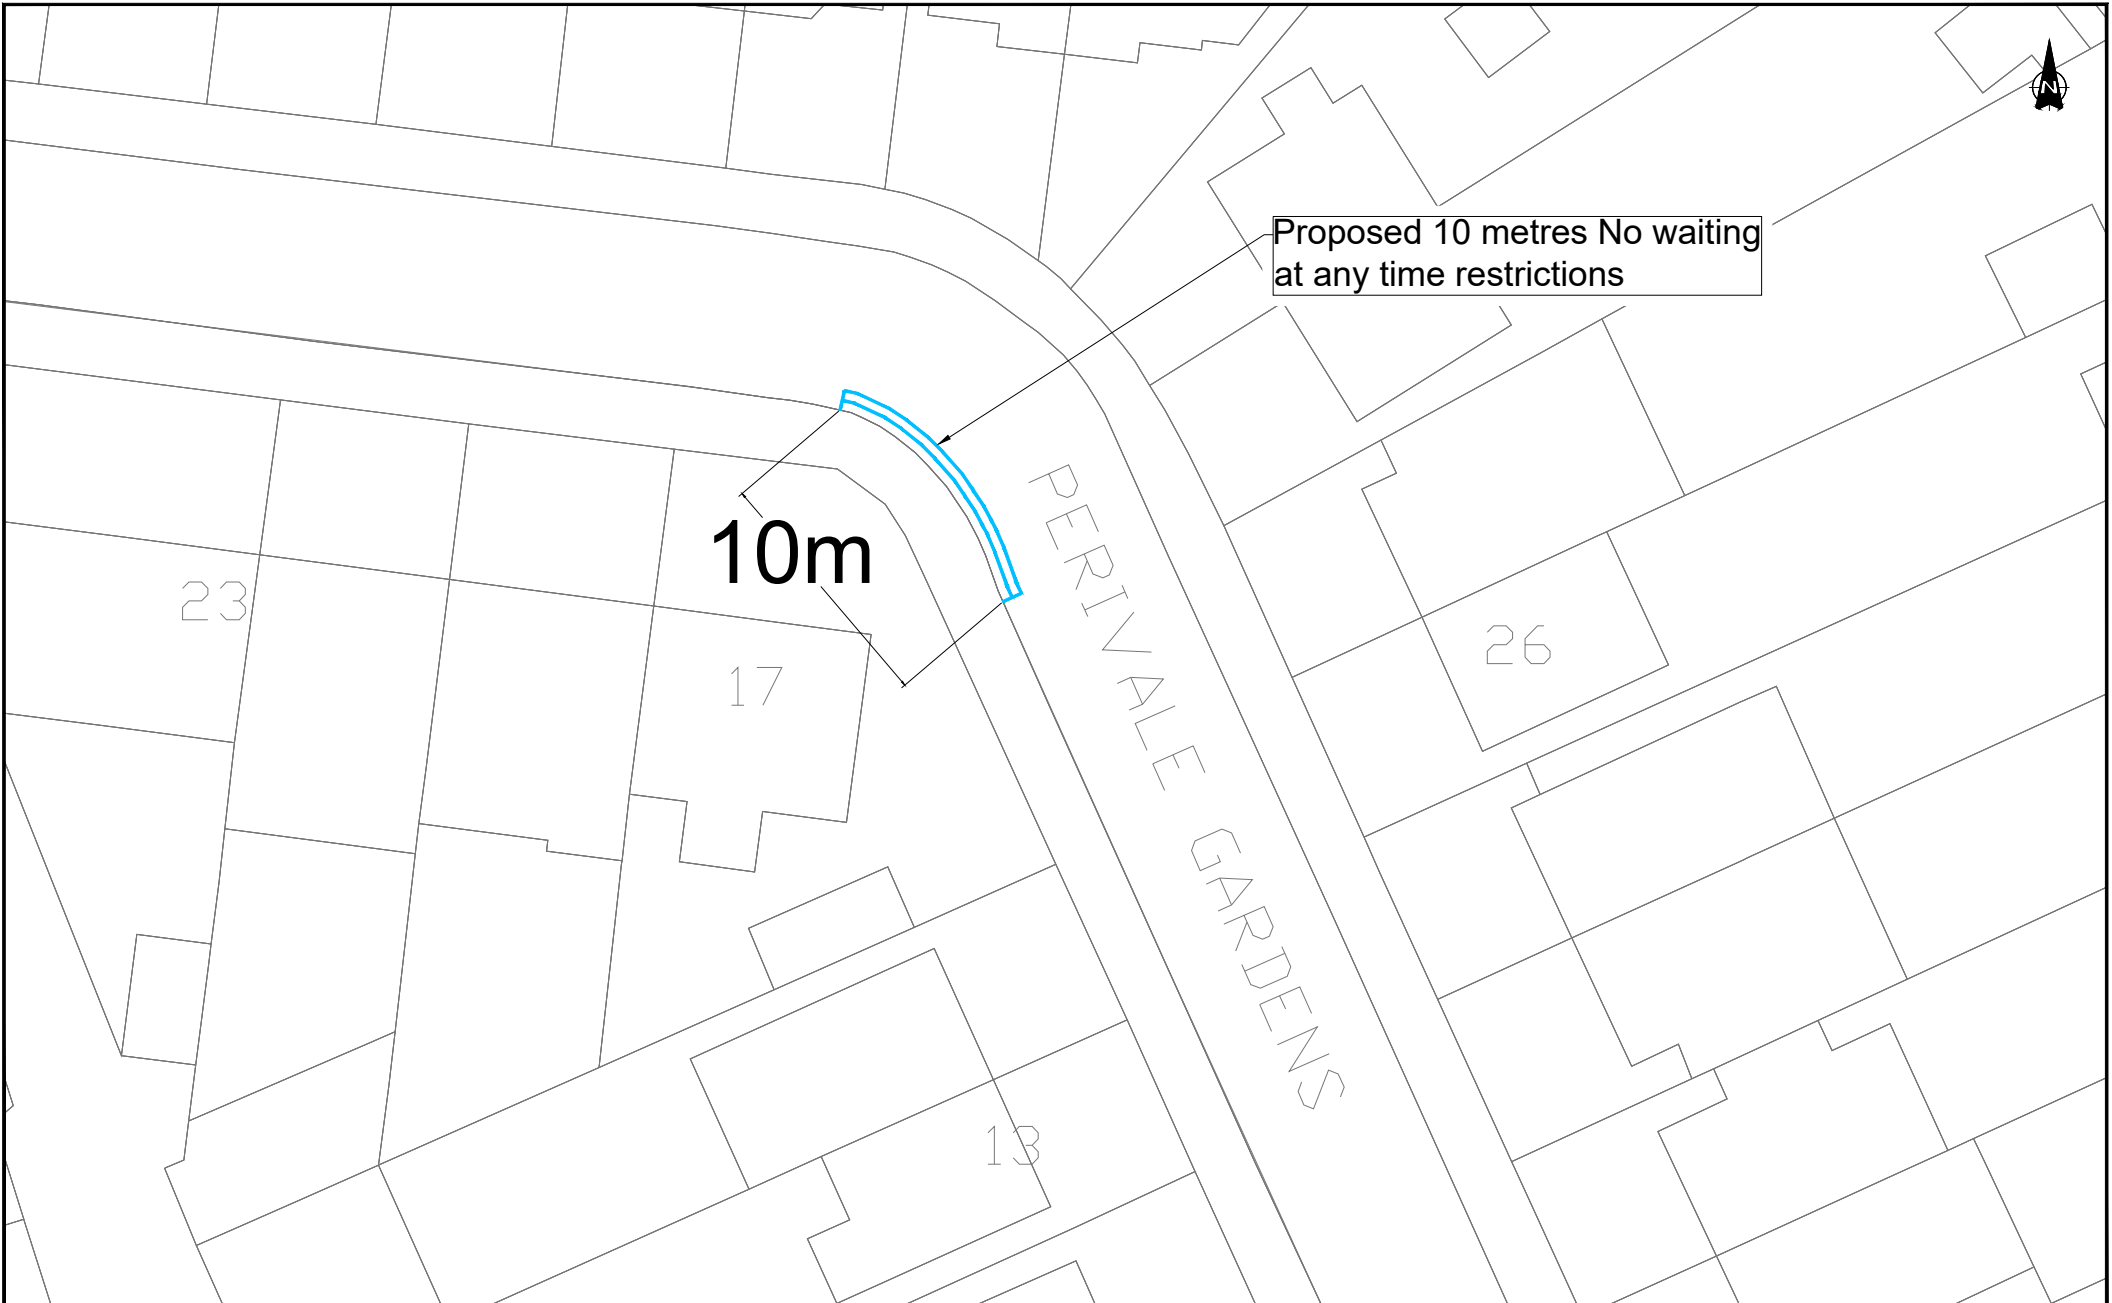 N
Proposed 10 metres No waiting
at any time restrictions
10m
PERIVALE GARDENS
23
17
26
13